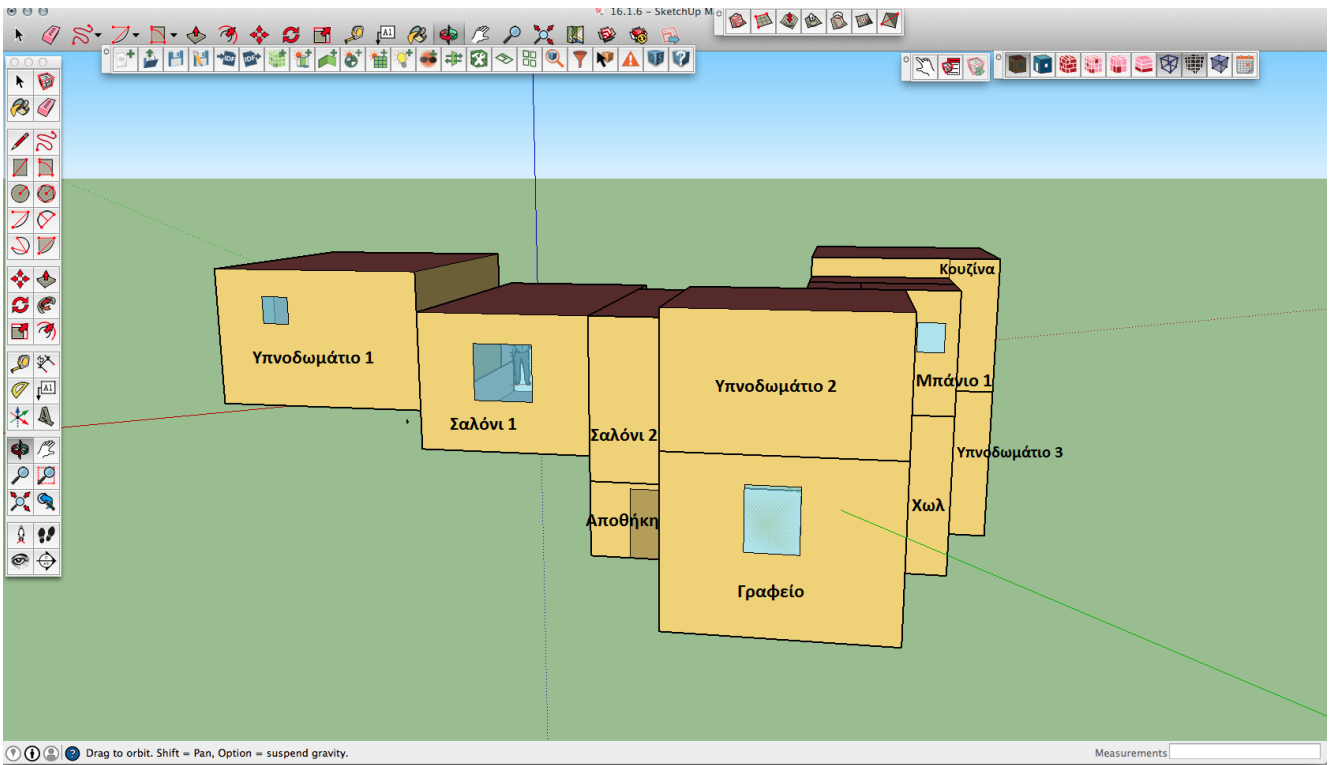 16.1.6 - SketchUp M
Κουζίνα
Υπνοδωμάτιο 1
Υπνοδωμάτιο 2
Μπάνιο 1
Σαλόνι 1
Σαλόνι 2
Υπνοδωμάτιο 3
Χωλ
Αποθήκη
Γραφείο
Drag to orbit. Shift = Pan, Option = suspend gravity.
Measurements